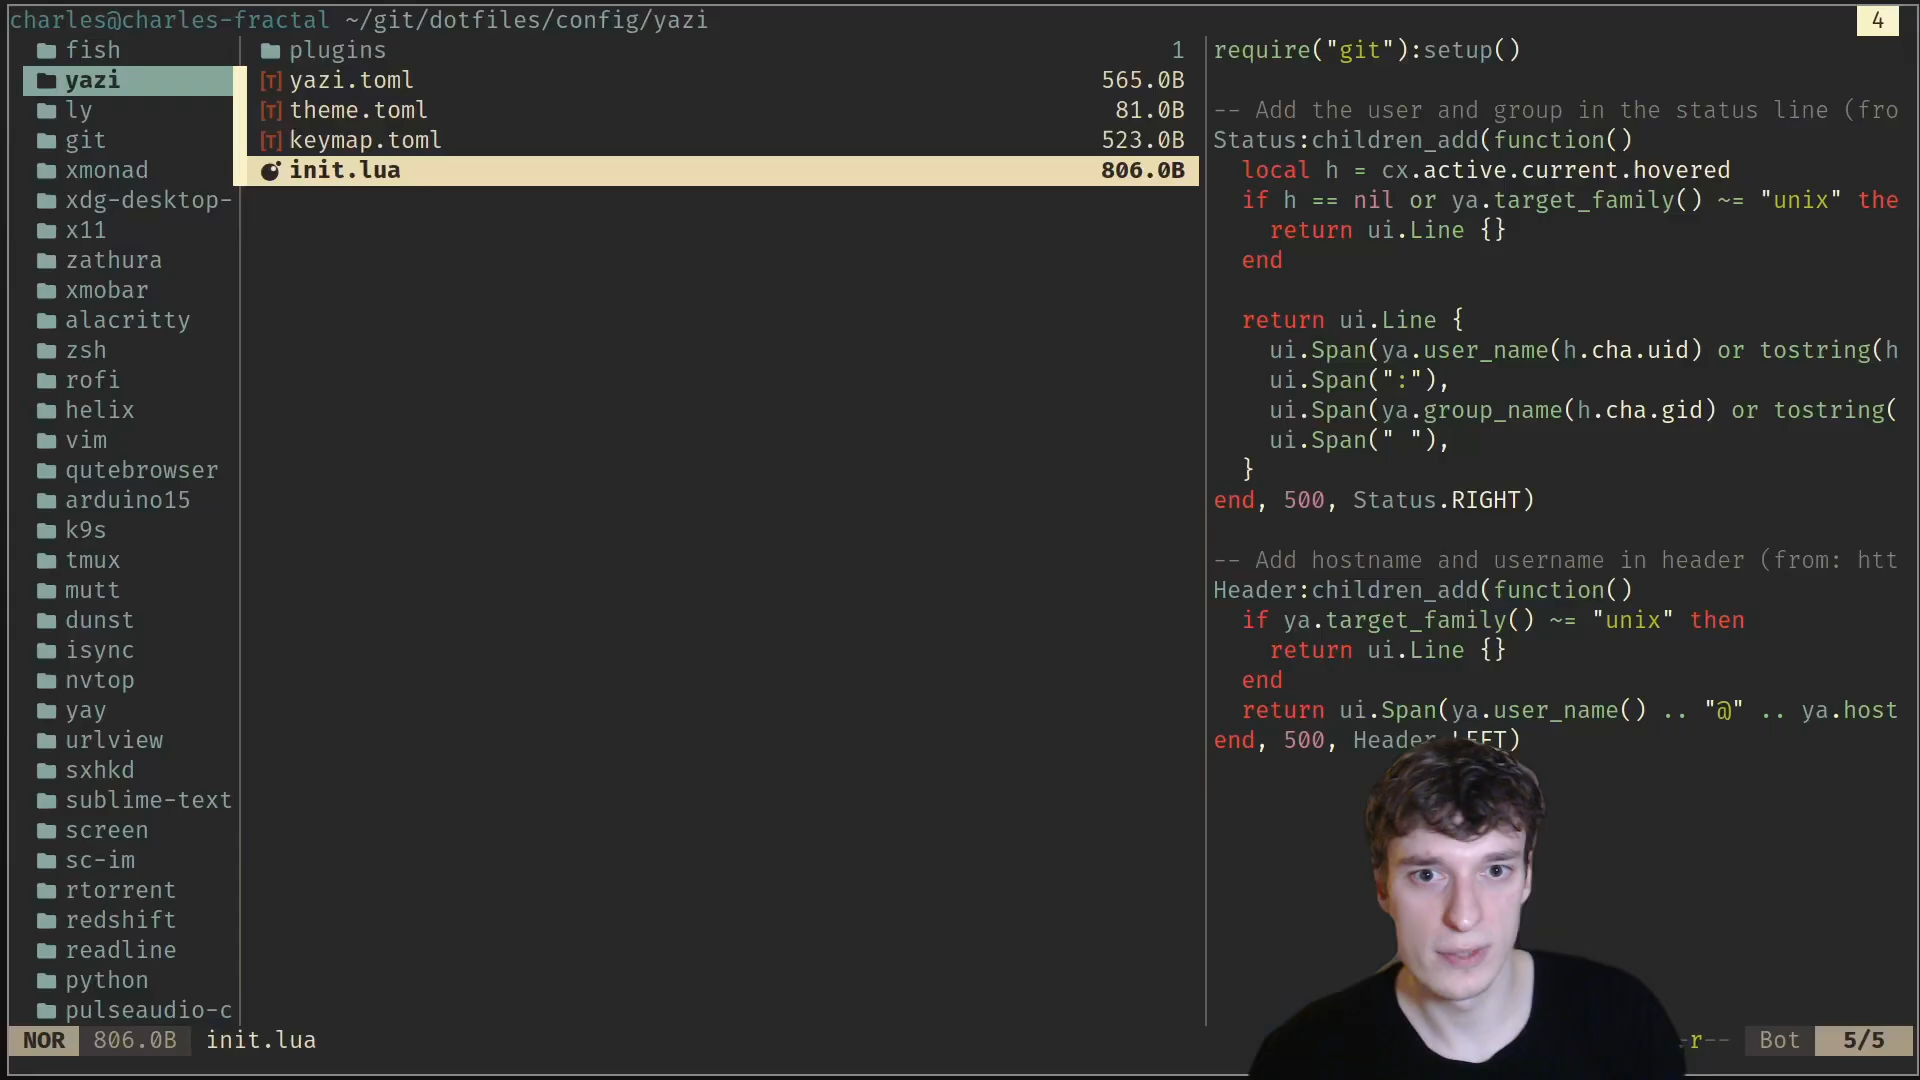 charles@charles-fractal ~/git/dotfiles/config/yazi
4
fish
yazi
ly
git
xmonad
xdg-desktop-
x11
zathura
xmobar
alacritty
zsh
rofi
helix
vim
qutebrowser
arduino15
k9s
tmux
mutt
dunst
isync
nvtop
yay
urlview
sxhkd
sublime-text
screen
sc-im
rtorrent
redshift
readline
python
pulseaudio-c
plugins 1
[T] yazi.toml 565.0B
[T] theme.toml 81.0B
[T] keymap.toml 523.0B
init.lua 806.0B
require("git"):setup()
-- Add the user and group in the status line (fro
Status:children_add(function()
  local h = cx.active.current.hovered
  if h == nil or ya.target_family() ~= "unix" the
    return ui.Line {}
  end
  return ui.Line {
    ui.Span(ya.user_name(h.cha.uid) or tostring(h
    ui.Span(":"),
    ui.Span(ya.group_name(h.cha.gid) or tostring(
    ui.Span(" "),
  }
end, 500, Status.RIGHT)
-- Add hostname and username in header (from: htt
Header:children_add(function()
  if ya.target_family() ~= "unix" then
    return ui.Line {}
  end
  return ui.Span(ya.user_name() .. "@" .. ya.host
end, 500, Header.LEFT)
NOR 806.0B init.lua
r-- Bot 5/5